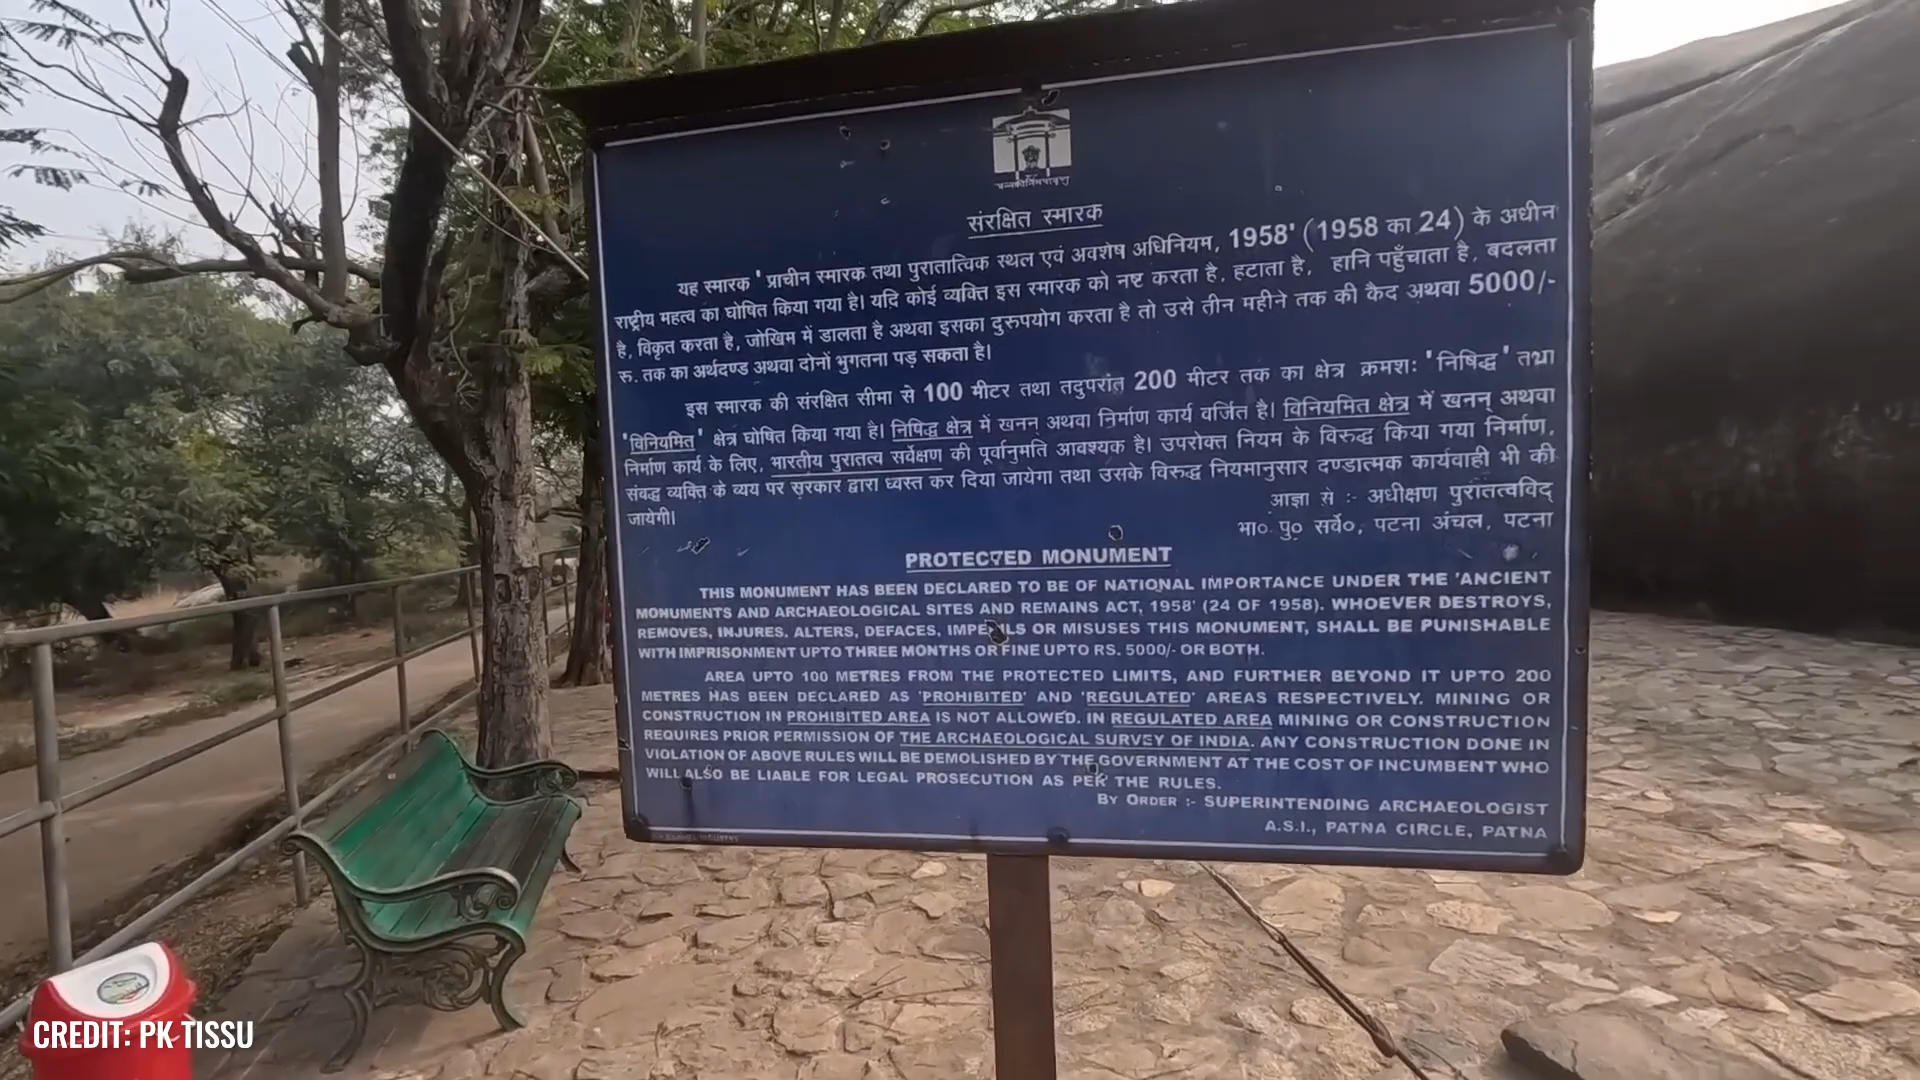 संरक्षित स्मारक
यह स्मारक ' प्राचीन स्मारक तथा पुरातात्विक स्थल एवं अवशेष अधिनियम, 1958' (1958 का 24) के अधीन
राष्ट्रीय महत्व का घोषित किया गया है। यदि कोई व्यक्ति इस स्मारक को नष्ट करता है, हटाता है, हानि पहुँचाता है, बदलता
है, विकृत करता है, जोखिम में डालता है अथवा इसका दुरुपयोग करता है तो उसे तीन महीने तक की कैद अथवा 5000/-
रू. तक का अर्थदण्ड अथवा दोनों भुगतना पड़ सकता है।
इस स्मारक की संरक्षित सीमा से 100 मीटर तथा तदुपरांत 200 मीटर तक का क्षेत्र क्रमश: 'निषिद्ध' तथा
'विनियमित' क्षेत्र घोषित किया गया है। निषिद्ध क्षेत्र में खनन अथवा निर्माण कार्य वर्जित है। विनियमित क्षेत्र में खनन् अथवा
निर्माण कार्य के लिए, भारतीय पुरातत्व सर्वेक्षण की पूर्वानुमति आवश्यक है। उपरोक्त नियम के विरुद्ध किया गया निर्माण,
संबद्ध व्यक्ति के व्यय पर सरकार द्वारा ध्वस्त कर दिया जायेगा तथा उसके विरुद्ध नियमानुसार दण्डात्मक कार्यवाही भी की
जायेगी।
आज्ञा से :- अधीक्षण पुरातत्वविद्
भा० पु० सर्वे०, पटना अंचल, पटना
PROTECTED MONUMENT
THIS MONUMENT HAS BEEN DECLARED TO BE OF NATIONAL IMPORTANCE UNDER THE 'ANCIENT
MONUMENTS AND ARCHAEOLOGICAL SITES AND REMAINS ACT, 1958' (24 OF 1958). WHOEVER DESTROYS,
REMOVES, INJURES, ALTERS, DEFACES, IMPERILS OR MISUSES THIS MONUMENT, SHALL BE PUNISHABLE
WITH IMPRISONMENT UPTO THREE MONTHS OR FINE UPTO RS. 5000/- OR BOTH.
AREA UPTO 100 METRES FROM THE PROTECTED LIMITS, AND FURTHER BEYOND IT UPTO 200
METRES HAS BEEN DECLARED AS 'PROHIBITED' AND 'REGULATED' AREAS RESPECTIVELY. MINING OR
CONSTRUCTION IN PROHIBITED AREA IS NOT ALLOWED. IN REGULATED AREA MINING OR CONSTRUCTION
REQUIRES PRIOR PERMISSION OF THE ARCHAEOLOGICAL SURVEY OF INDIA. ANY CONSTRUCTION DONE IN
VIOLATION OF ABOVE RULES WILL BE DEMOLISHED BY THE GOVERNMENT AT THE COST OF INCUMBENT WHO
WILL ALSO BE LIABLE FOR LEGAL PROSECUTION AS PER THE RULES.
BY ORDER :- SUPERINTENDING ARCHAEOLOGIST
A.S.I., PATNA CIRCLE, PATNA
CREDIT: PK TISSU